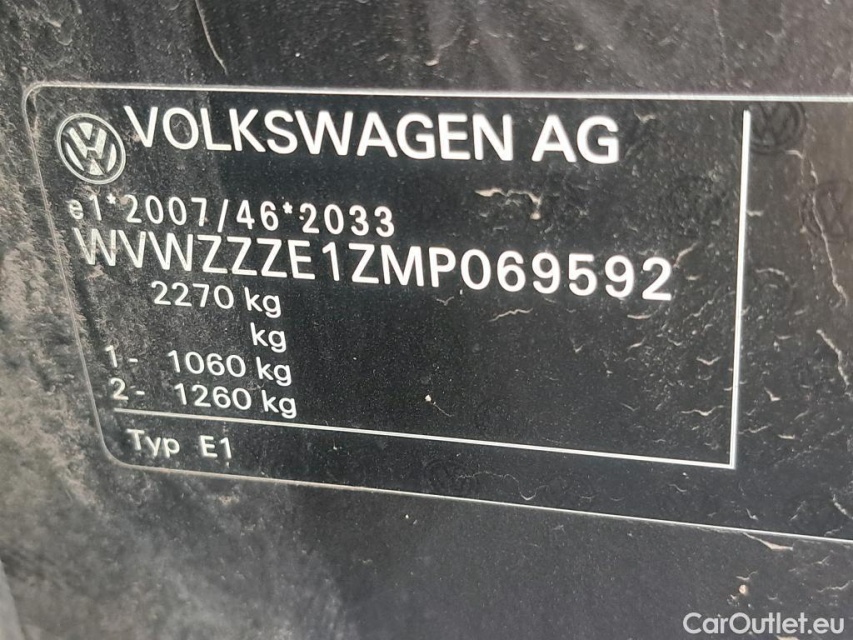 VOLKSWAGEN AG
e1*2007/46*2033
WVWZZZE1ZMP069592
2270 kg
kg
1- 1060 kg
2- 1260 kg
Typ E1
CarOutlet.eu